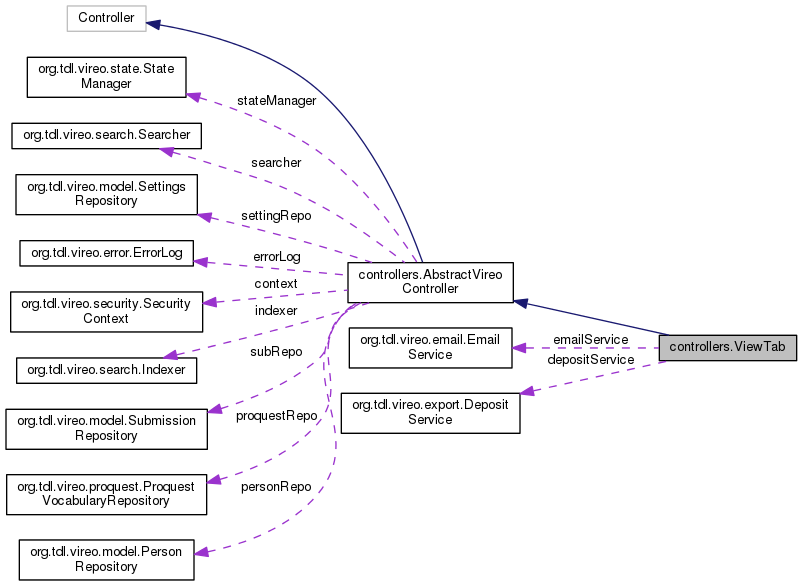 Controller
org.tdl.vireo.state.State
Manager
stateManager
org.tdl.vireo.search.Searcher
searcher
org.tdl.vireo.model.Settings
Repository
settingRepo
org.tdl.vireo.error.ErrorLog
errorLog
controllers.AbstractVireo
Controller
context
org.tdl.vireo.security.Security
Context
indexer
org.tdl.vireo.email.Email
Service
emailService
controllers.ViewTab
depositService
subRepo
org.tdl.vireo.search.Indexer
org.tdl.vireo.export.Deposit
Service
org.tdl.vireo.model.Submission
Repository
proquestRepo
org.tdl.vireo.proquest.Proquest
VocabularyRepository
personRepo
org.tdl.vireo.model.Person
Repository